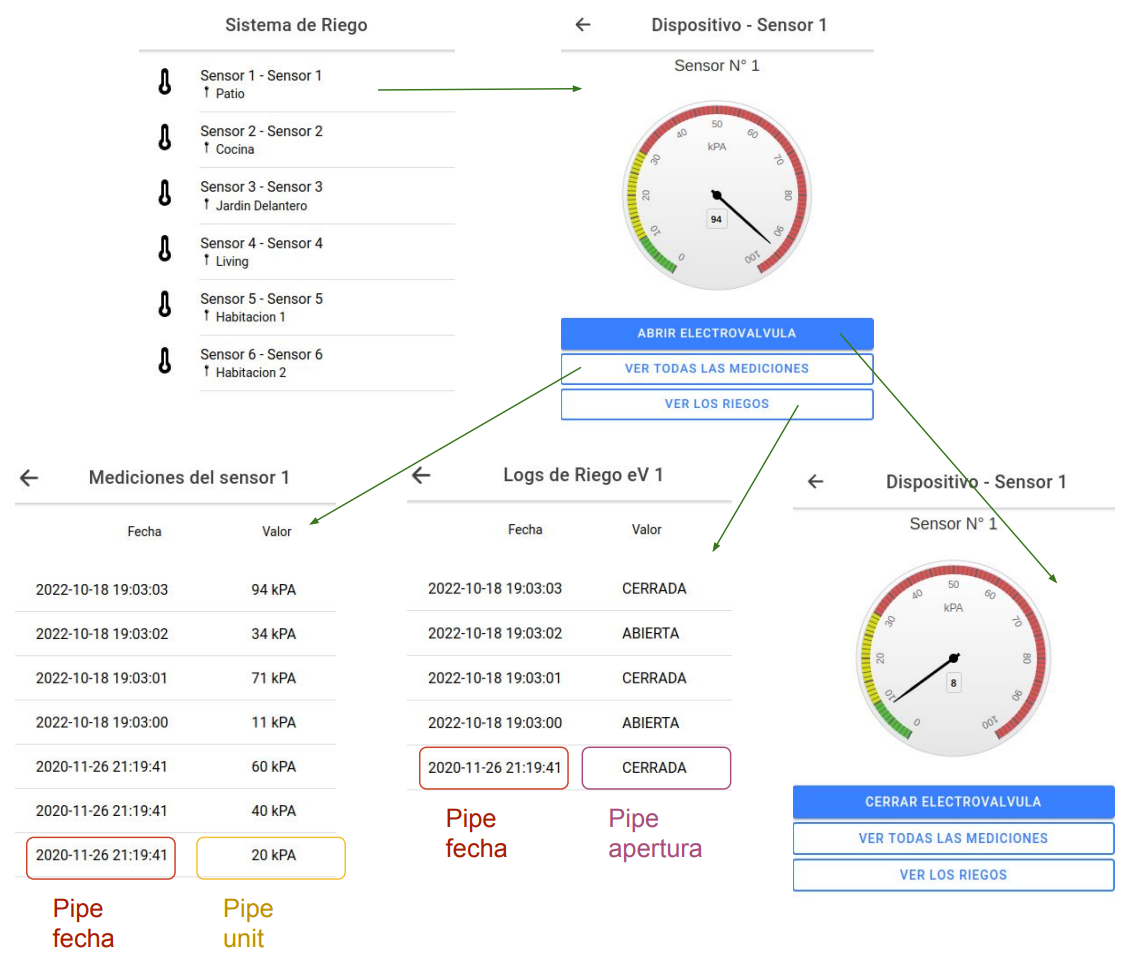 Sistema de Riego
Sensor 1 - Sensor 1
Patio
Sensor 2 - Sensor 2
Cocina
Sensor 3 - Sensor 3
Jardin Delantero
Sensor 4 - Sensor 4
Living
Sensor 5 - Sensor 5
Habitacion 1
Sensor 6 - Sensor 6
Habitacion 2
Dispositivo - Sensor 1
Sensor N° 1
0 10 20 30 40 50 60 70 80 90 100
kPA
94
ABRIR ELECTROVALVULA
VER TODAS LAS MEDICIONES
VER LOS RIEGOS
Mediciones del sensor 1
Fecha Valor
2022-10-18 19:03:03 94 kPA
2022-10-18 19:03:02 34 kPA
2022-10-18 19:03:01 71 kPA
2022-10-18 19:03:00 11 kPA
2020-11-26 21:19:41 60 kPA
2020-11-26 21:19:41 40 kPA
2020-11-26 21:19:41 20 kPA
Pipe fecha
Pipe unit
Logs de Riego eV 1
Fecha Valor
2022-10-18 19:03:03 CERRADA
2022-10-18 19:03:02 ABIERTA
2022-10-18 19:03:01 CERRADA
2022-10-18 19:03:00 ABIERTA
2020-11-26 21:19:41 CERRADA
Pipe fecha
Pipe apertura
Dispositivo - Sensor 1
Sensor N° 1
0 10 20 30 40 50 60 70 80 90 100
kPA
8
CERRAR ELECTROVALVULA
VER TODAS LAS MEDICIONES
VER LOS RIEGOS